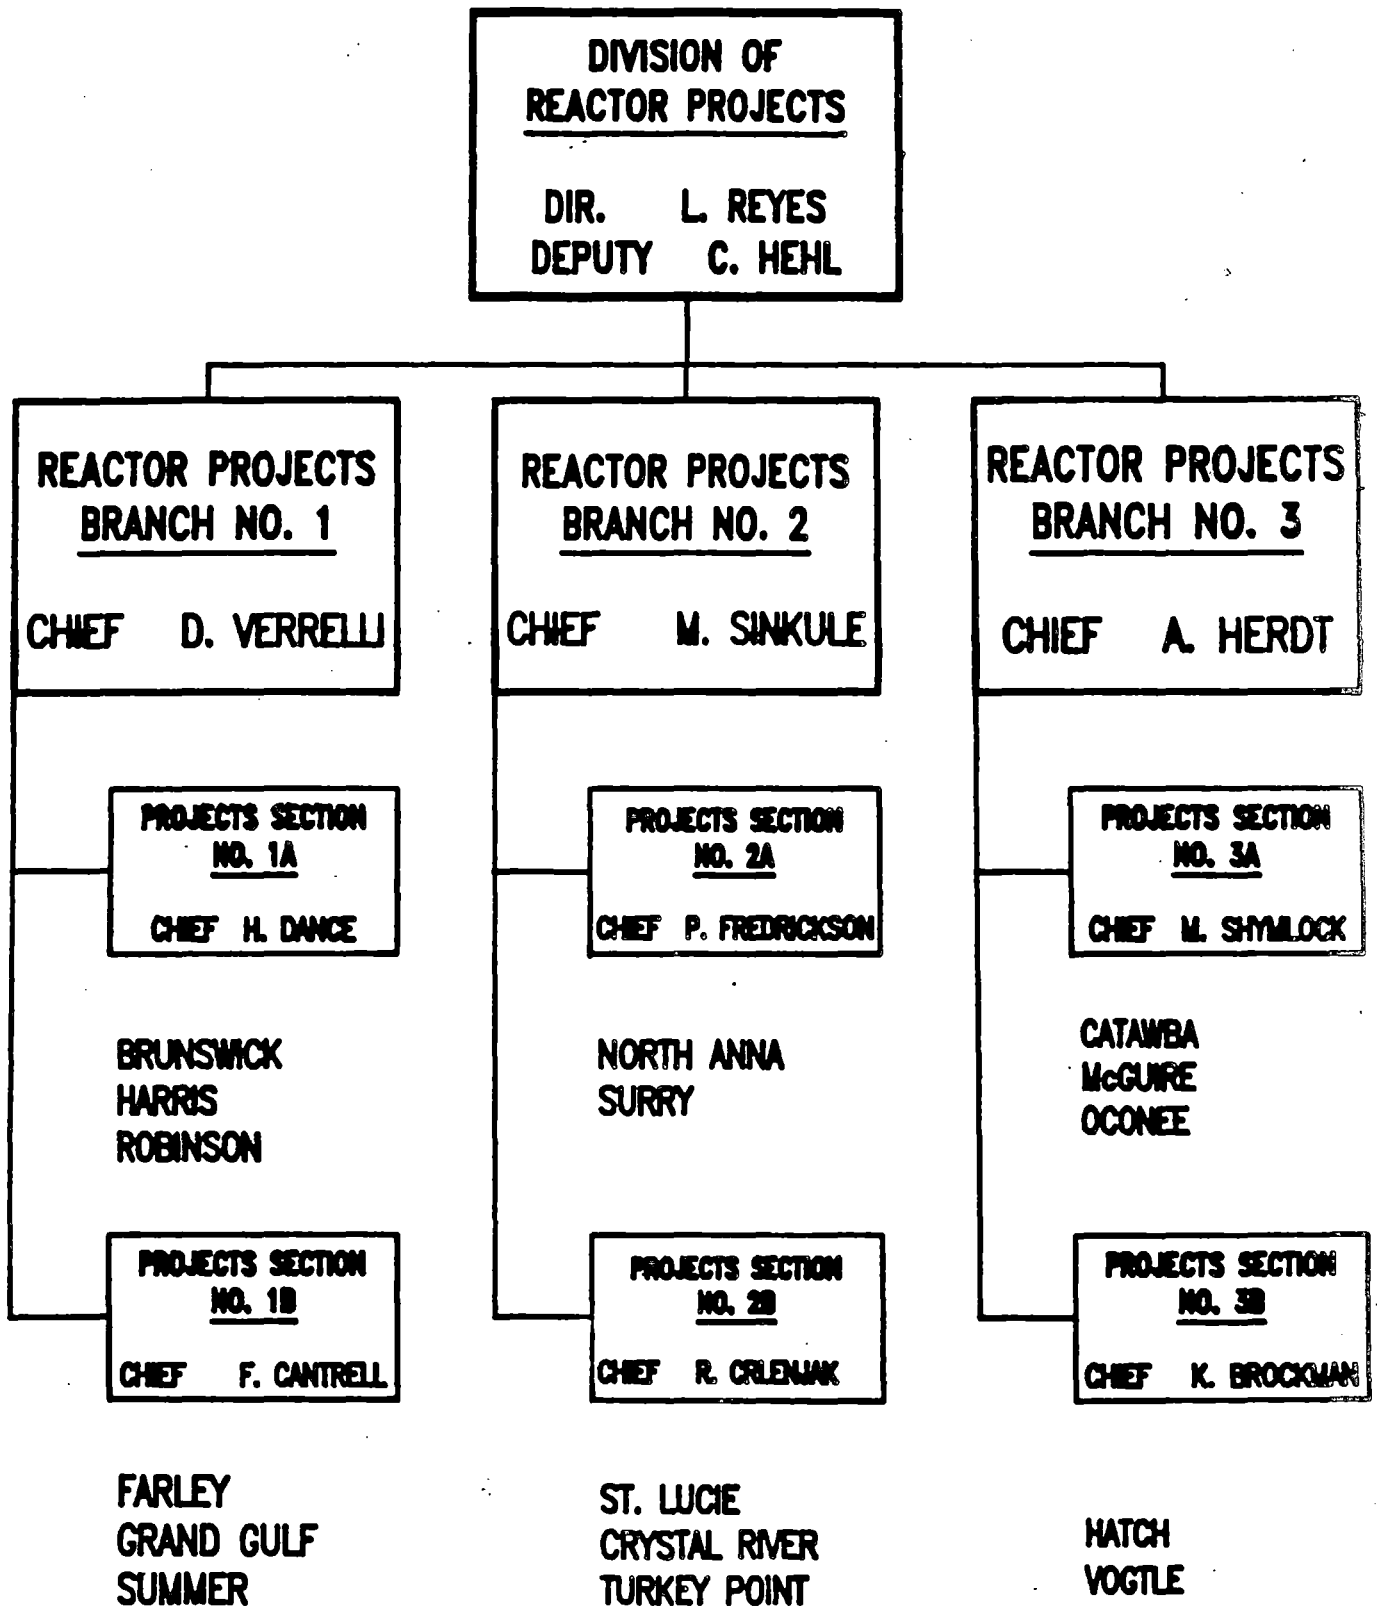 DIVISION OF
REACTOR PROJECTS
DIR. L. REYES
DEPUTY C. HEHL
REACTOR PROJECTS
BRANCH NO. 1
CHIEF D. VERRELLI
REACTOR PROJECTS
BRANCH NO. 2
CHIEF M. SINKULE
REACTOR PROJECTS
BRANCH NO. 3
CHIEF A. HERDT
PROJECTS SECTION
NO. 1A
CHIEF H. DANCE
BRUNSWICK
HARRIS
ROBINSON
PROJECTS SECTION
NO. 1B
CHIEF F. CANTRELL
FARLEY
GRAND GULF
SUMMER
PROJECTS SECTION
NO. 2A
CHIEF P. FREDRICKSON
NORTH ANNA
SURRY
PROJECTS SECTION
NO. 2B
CHIEF R. CRLENJAK
ST. LUCIE
CRYSTAL RIVER
TURKEY POINT
PROJECTS SECTION
NO. 3A
CHIEF M. SHYMLOCK
CATAWBA
McGUIRE
OCONEE
PROJECTS SECTION
NO. 3B
CHIEF K. BROCKMAN
HATCH
VOGTLE